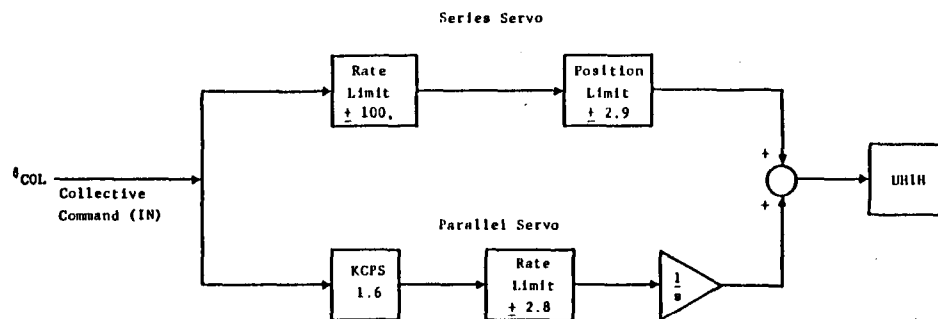 Series Servo
Rate
Limit
± 100.
Position
Limit
± 2.9
+
δCOL
Collective
Command (IN)
+
UH1H
Parallel Servo
KCPS
1.6
Rate
Limit
± 2.8
1
s